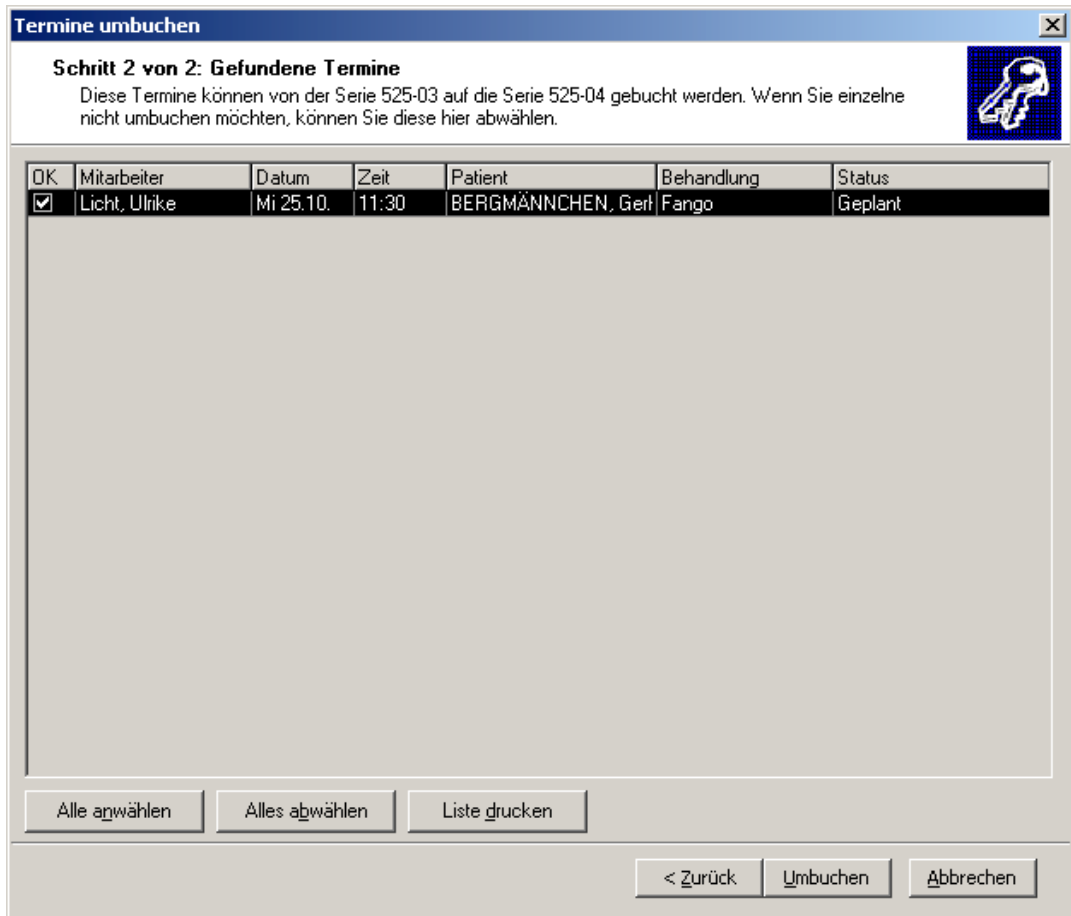 Termine umbuchen
Schritt 2 von 2: Gefundene Termine
Diese Termine können von der Serie 525-03 auf die Serie 525-04 gebucht werden. Wenn Sie einzelne
nicht umbuchen möchten, können Sie diese hier abwählen.
OK Mitarbeiter Datum Zeit Patient Behandlung Status
Licht, Ulrike Mi 25.10. 11:30 BERGMÄNNCHEN, Gerh Fango Geplant
Alle anwählen Alles abwählen Liste drucken
< Zurück Umbuchen Abbrechen